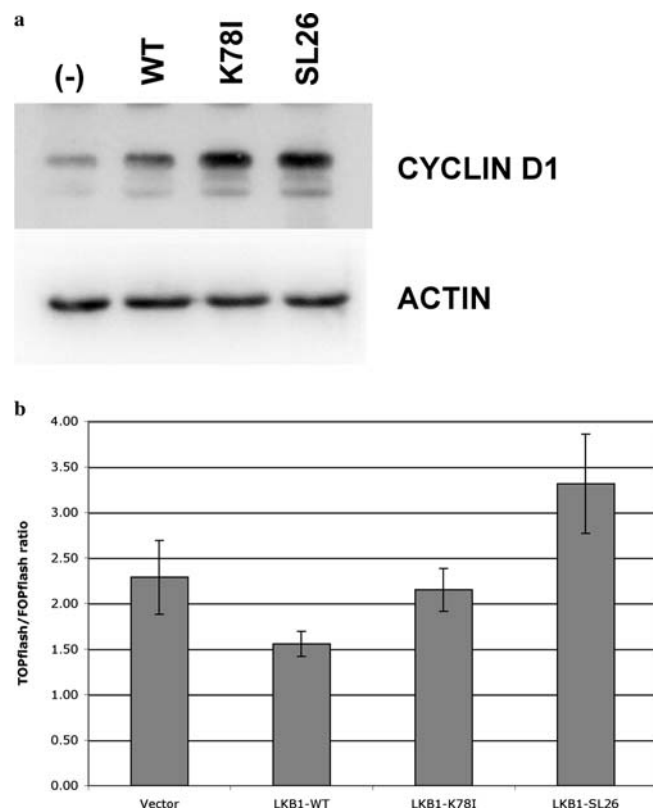 a
(-) WT K78I SL26
CYCLIN D1
ACTIN
b
TOPflash/FOPflash ratio
4.00
3.50
3.00
2.50
2.00
1.50
1.00
0.50
0.00
Vector LKB1-WT LKB1-K78I LKB1-SL26